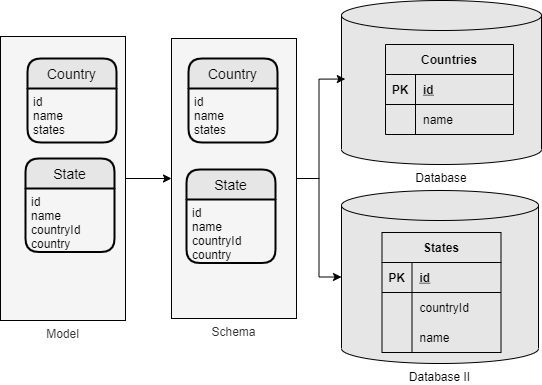 Country
id
name
states
State
id
name
countryId
country
Model
Country
id
name
states
State
id
name
countryId
country
Schema
Countries
PK id
name
Database
States
PK id
countryId
name
Database II